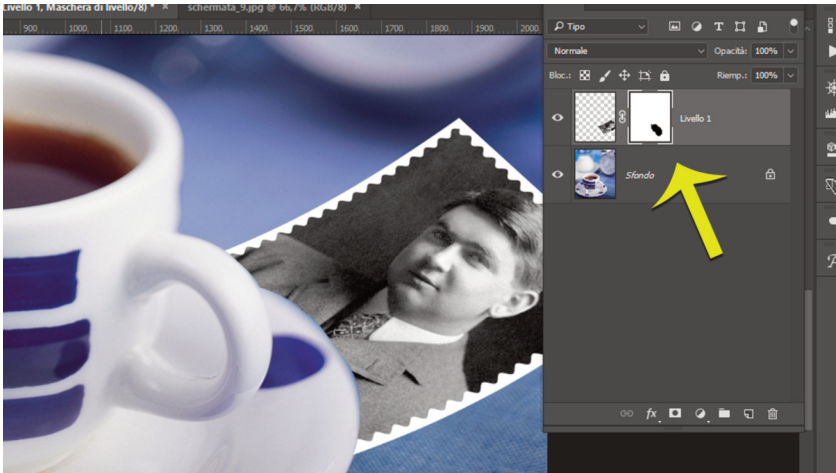 Livello 1, Maschera di livello/8) * ×
schermata_9.jpg @ 66,7% (RGB/8) ×
900 1000 1100 1200 1300 1400 1500 1600 1700 1800 1900 2000
Tipo
Normale Opacità: 100%
Bloc.: Riemp.: 100%
Livello 1
Sfondo
fx